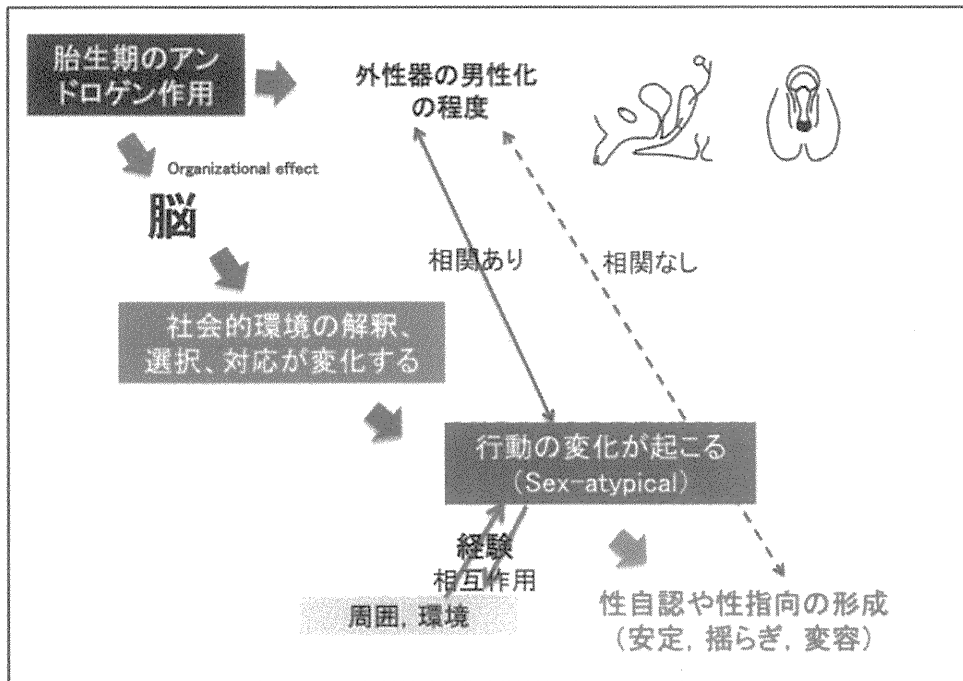 胎生期のアン
ドロゲン作用
外性器の男性化
の程度
Organizational effect
脳
相関あり
相関なし
社会的環境の解釈、
選択、対応が変化する
行動の変化が起こる
(Sex-atypical)
経験
相互作用
周囲, 環境
性自認や性指向の形成
(安定, 揺らぎ, 変容)